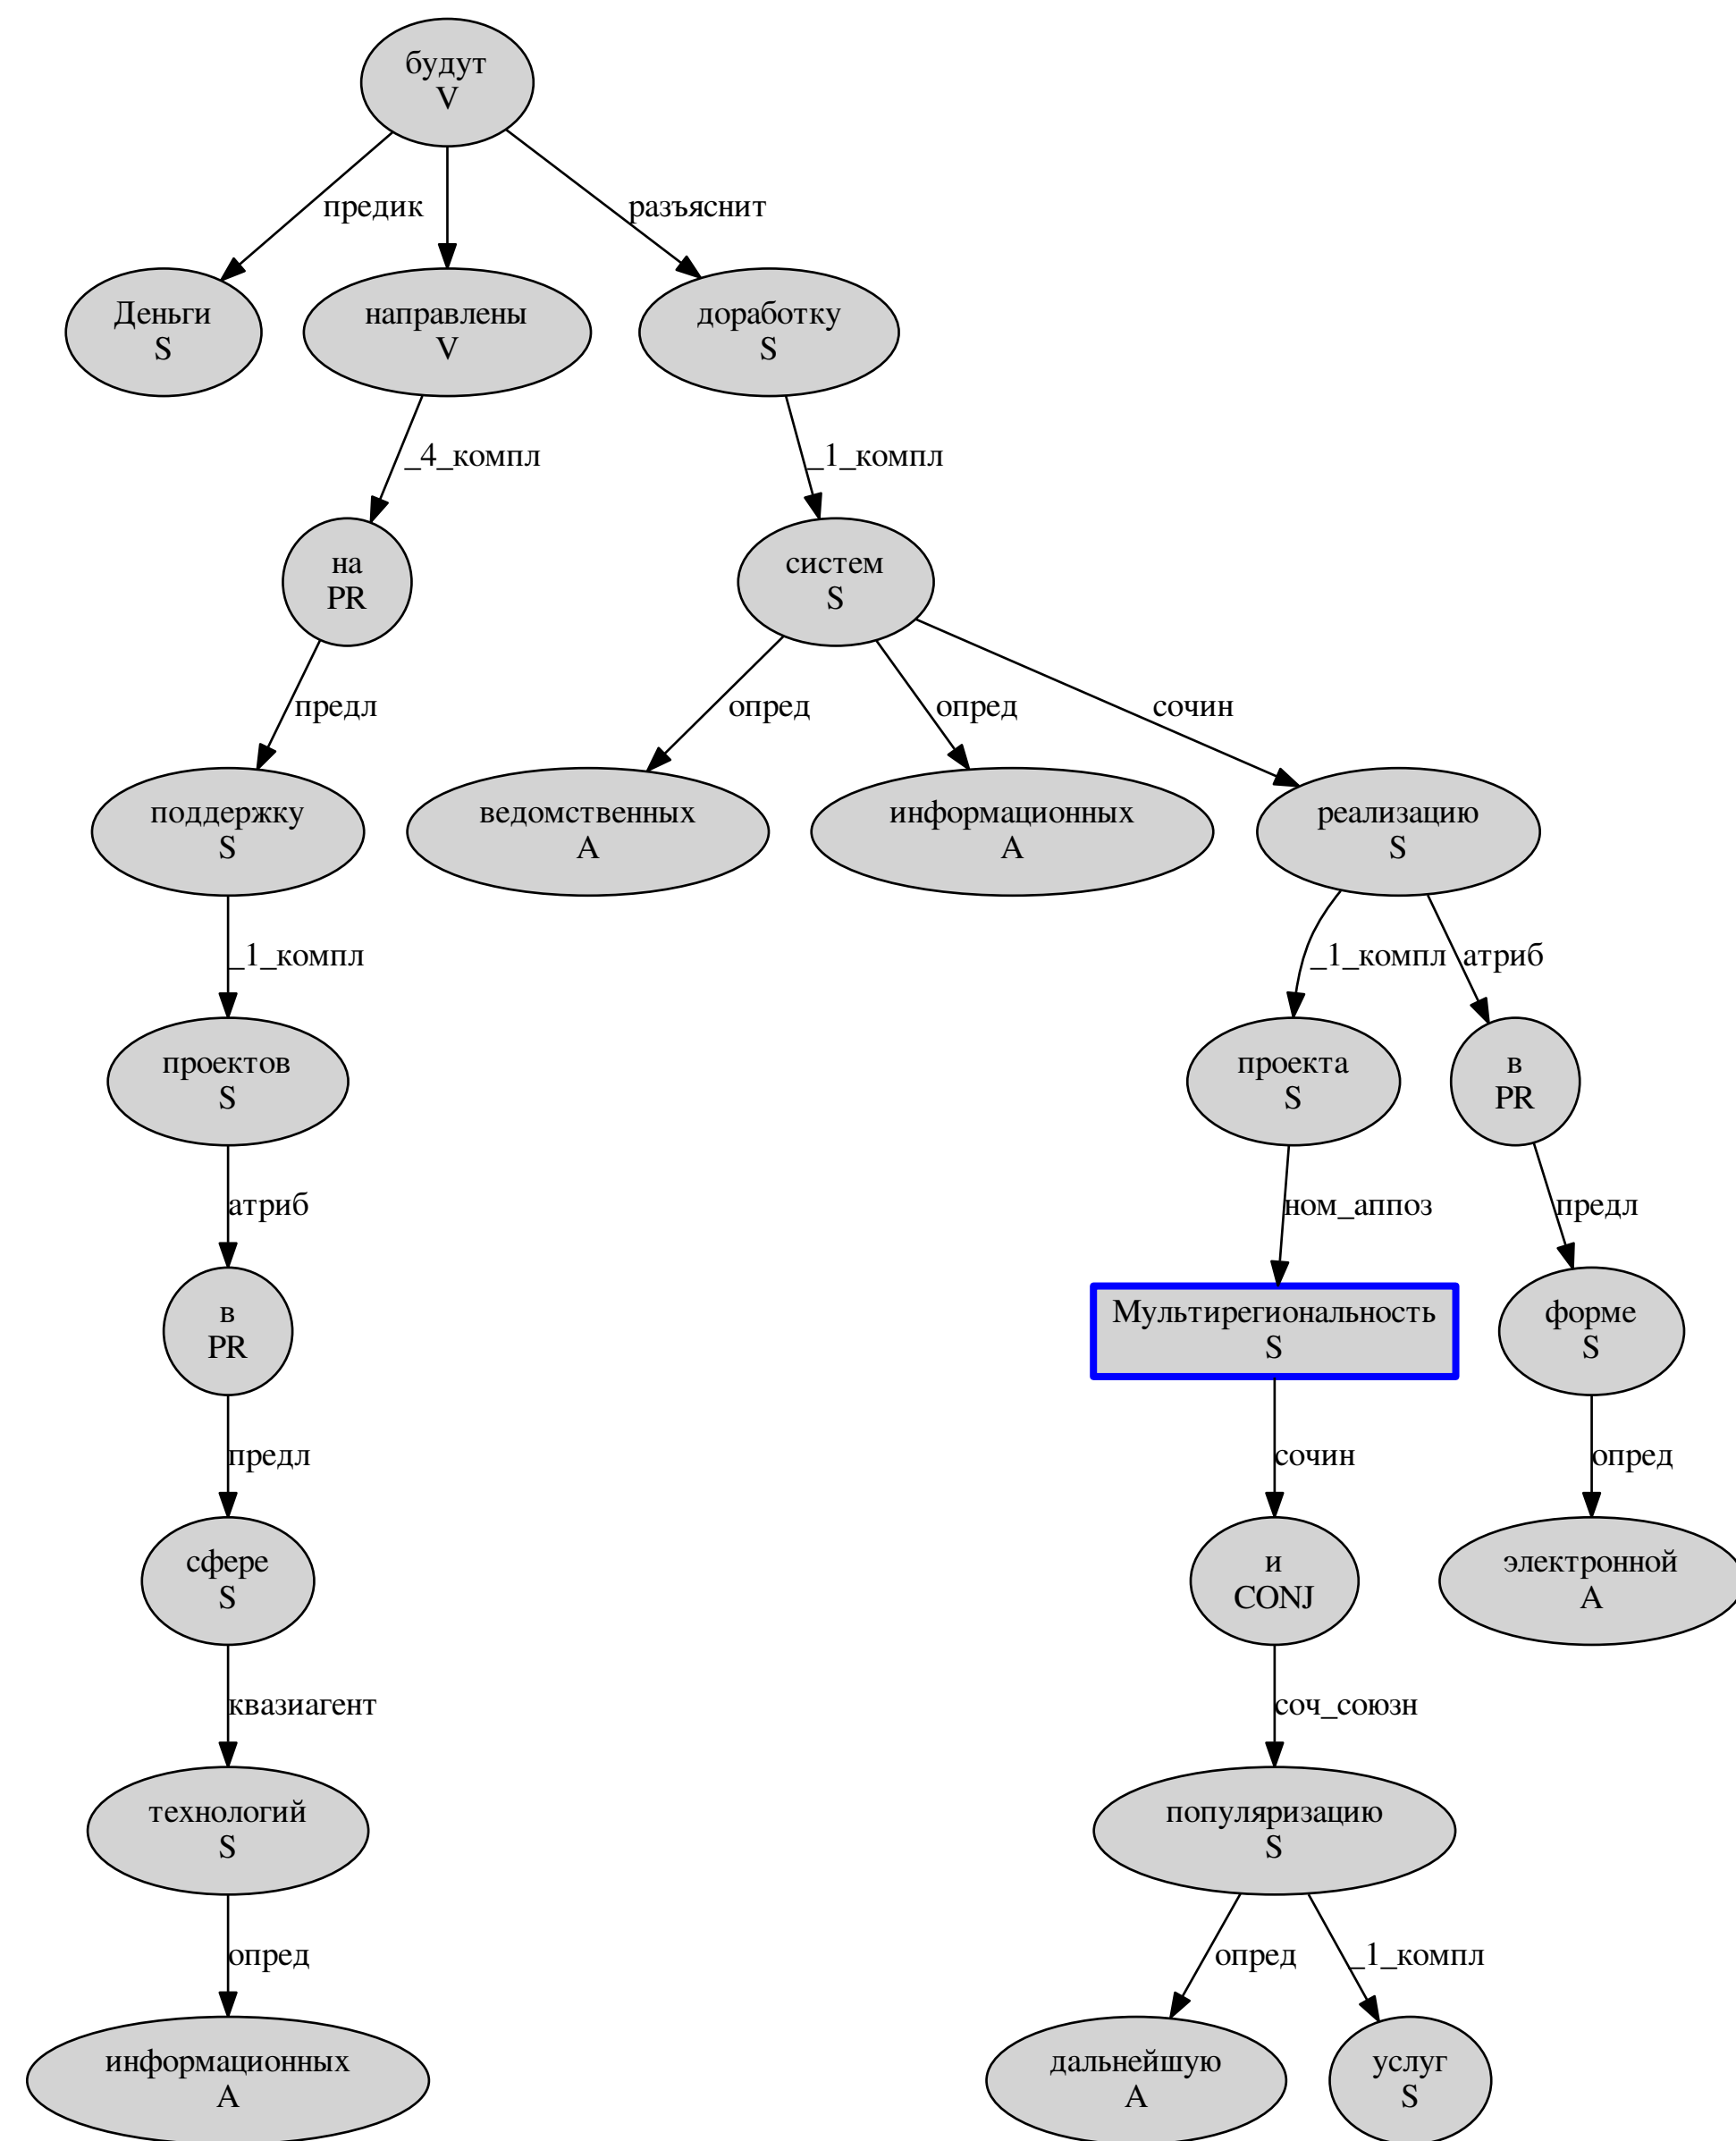 будут
V
предик
разъяснит
Деньги
S
направлены
V
доработку
S
_4_компл
_1_компл
на
PR
систем
S
предл
опред
опред
сочин
поддержку
S
ведомственных
A
информационных
A
реализацию
S
_1_компл
_1_компл
атриб
проектов
S
проекта
S
в
PR
атриб
ном_аппоз
предл
в
PR
Мультирегиональность
S
форме
S
предл
сочин
опред
сфере
S
и
CONJ
электронной
A
квазиагент
соч_союзн
технологий
S
популяризацию
S
опред
опред
_1_компл
информационных
A
дальнейшую
A
услуг
S